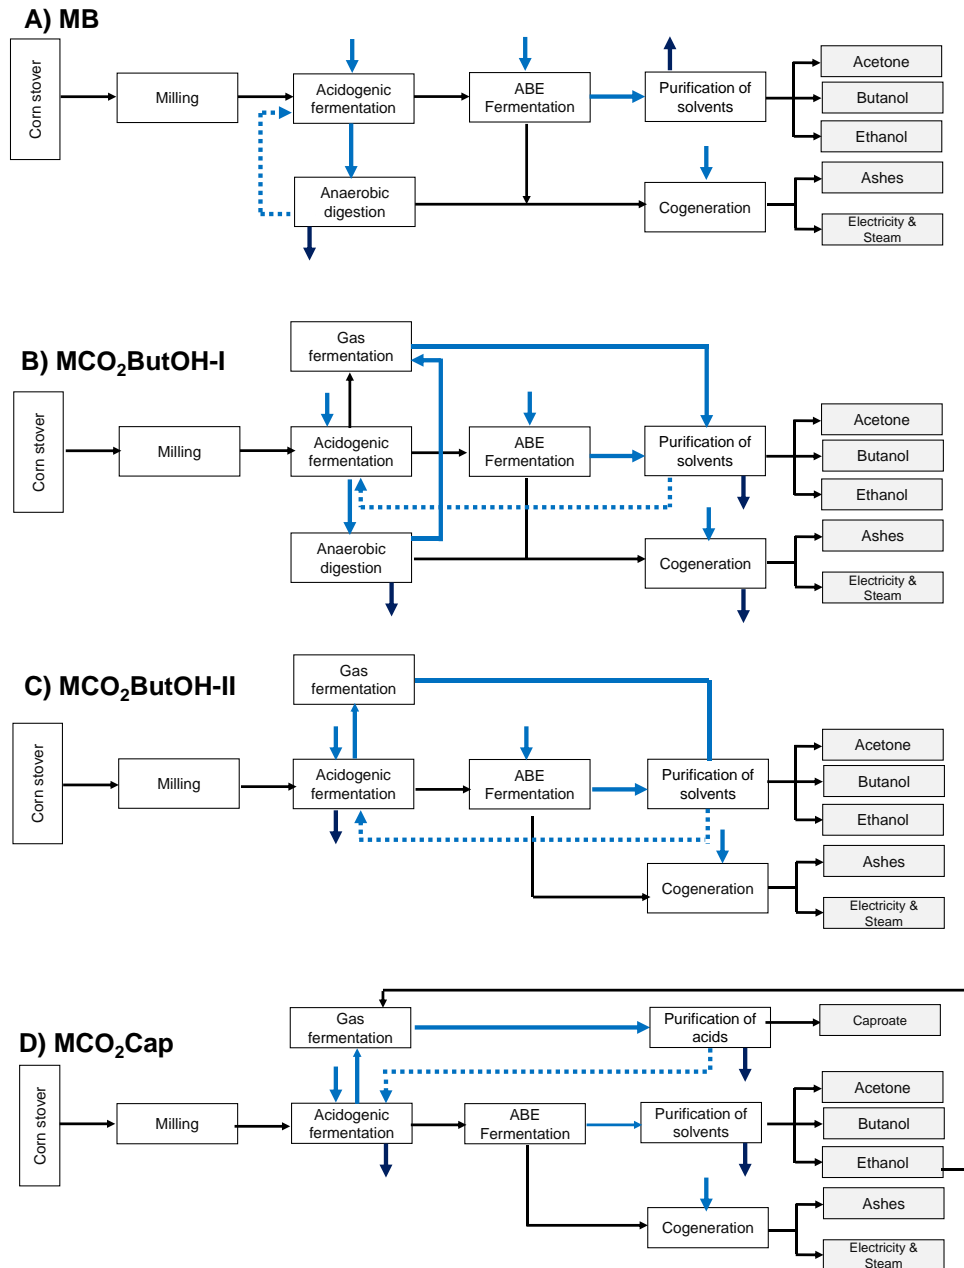 A) MB
Corn stover
Milling
Acidogenic
fermentation
ABE
Fermentation
Purification of
solvents
Acetone
Butanol
Ethanol
Anaerobic
digestion
Cogeneration
Ashes
Electricity &
Steam
B) MCO₂ButOH-I
Gas
fermentation
Corn stover
Milling
Acidogenic
fermentation
ABE
Fermentation
Purification of
solvents
Acetone
Butanol
Ethanol
Anaerobic
digestion
Cogeneration
Ashes
Electricity &
Steam
C) MCO₂ButOH-II
Gas
fermentation
Corn stover
Milling
Acidogenic
fermentation
ABE
Fermentation
Purification of
solvents
Acetone
Butanol
Ethanol
Cogeneration
Ashes
Electricity &
Steam
D) MCO₂Cap
Gas
fermentation
Purification of
acids
Caproate
Corn stover
Milling
Acidogenic
fermentation
ABE
Fermentation
Purification of
solvents
Acetone
Butanol
Ethanol
Cogeneration
Ashes
Electricity &
Steam